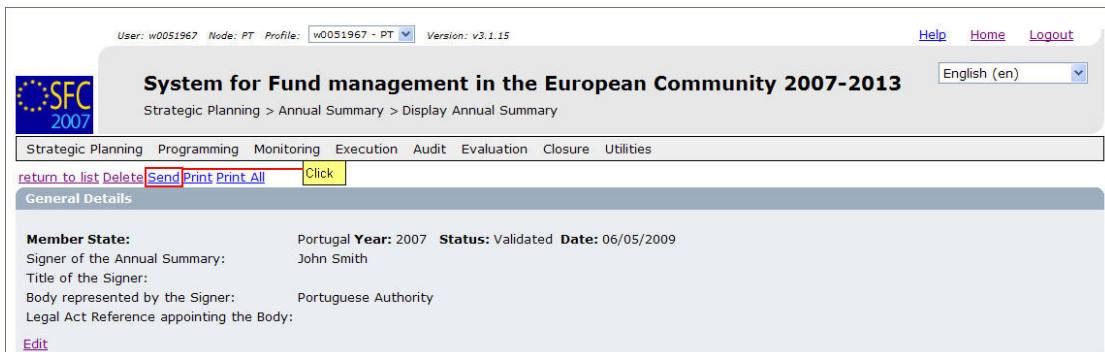 User: w0051967 Node: PT Profile: w0051967 - PT Version: v3.1.15 Help Home Logout
System for Fund management in the European Community 2007-2013 English (en)
SFC
2007
Strategic Planning > Annual Summary > Display Annual Summary
Strategic Planning Programming Monitoring Execution Audit Evaluation Closure Utilities
return to list Delete Send Print Print All Click
General Details
Member State: Portugal Year: 2007 Status: Validated Date: 06/05/2009
Signer of the Annual Summary: John Smith
Title of the Signer:
Body represented by the Signer: Portuguese Authority
Legal Act Reference appointing the Body:
Edit